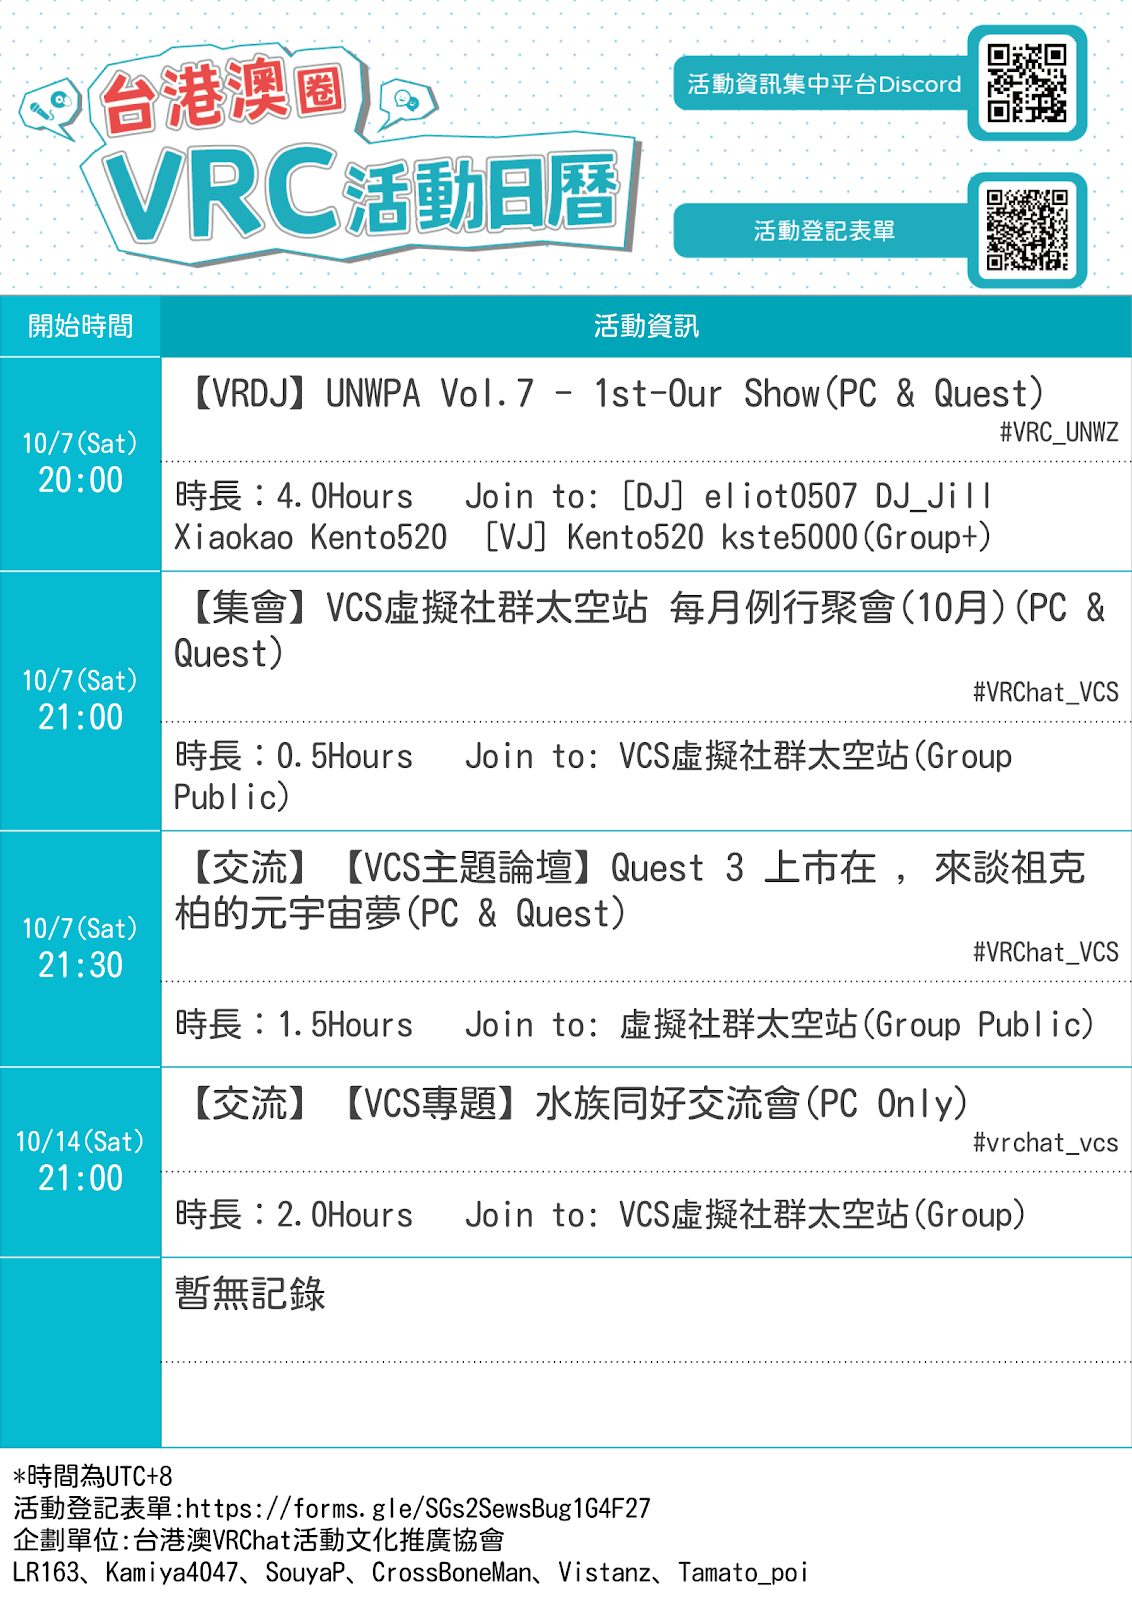 台港澳圈
VRC活動日曆
活動資訊集中平台Discord
活動登記表單
開始時間
活動資訊
10/7(Sat)
20:00
【VRDJ】UNWPA Vol.7 - 1st-Our Show(PC & Quest)
#VRC_UNWZ
時長：4.0Hours Join to: [DJ] eliot0507 DJ_Jill
Xiaokao Kento520 [VJ] Kento520 kste5000(Group+)
10/7(Sat)
21:00
【集會】VCS虛擬社群太空站 每月例行聚會(10月)(PC &
Quest)
#VRChat_VCS
時長：0.5Hours Join to: VCS虛擬社群太空站(Group
Public)
10/7(Sat)
21:30
【交流】【VCS主題論壇】Quest 3 上市在 , 來談祖克
柏的元宇宙夢(PC & Quest)
#VRChat_VCS
時長：1.5Hours Join to: 虛擬社群太空站(Group Public)
10/14(Sat)
21:00
【交流】【VCS專題】水族同好交流會(PC Only)
#vrchat_vcs
時長：2.0Hours Join to: VCS虛擬社群太空站(Group)
暫無記錄
*時間為UTC+8
活動登記表單:https://forms.gle/SGs2SewsBug1G4F27
企劃單位:台港澳VRChat活動文化推廣協會
LR163、Kamiya4047、SouyaP、CrossBoneMan、Vistanz、Tamato_poi